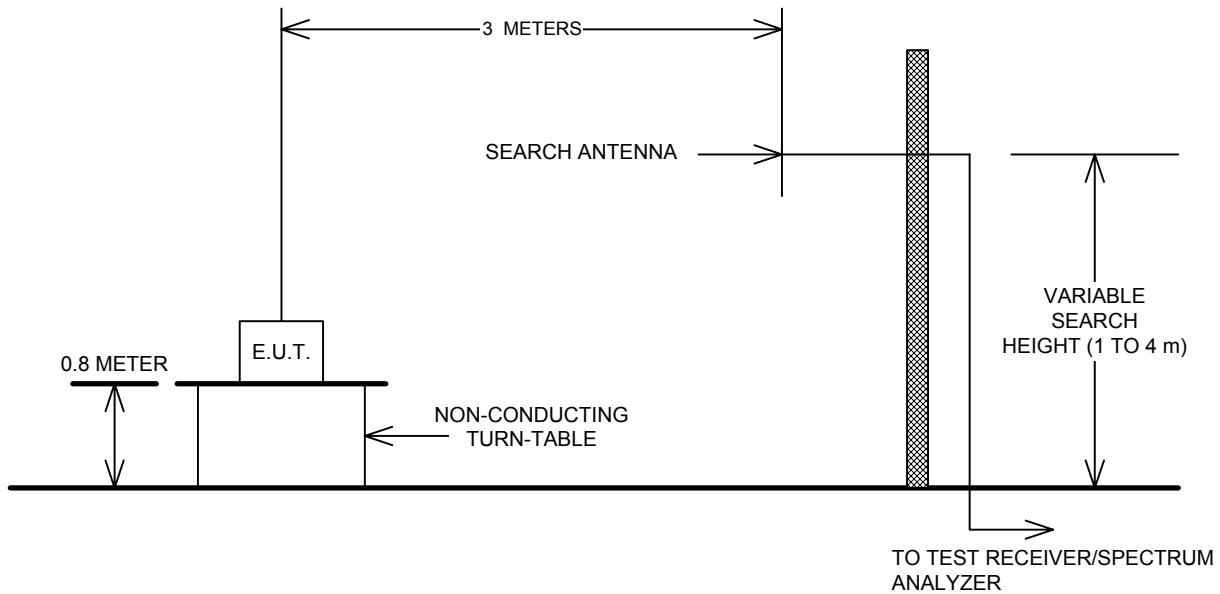 3 METERS
SEARCH ANTENNA
VARIABLE
SEARCH
HEIGHT (1 TO 4 m)
E.U.T.
0.8 METER
NON-CONDUCTING
TURN-TABLE
TO TEST RECEIVER/SPECTRUM
ANALYZER